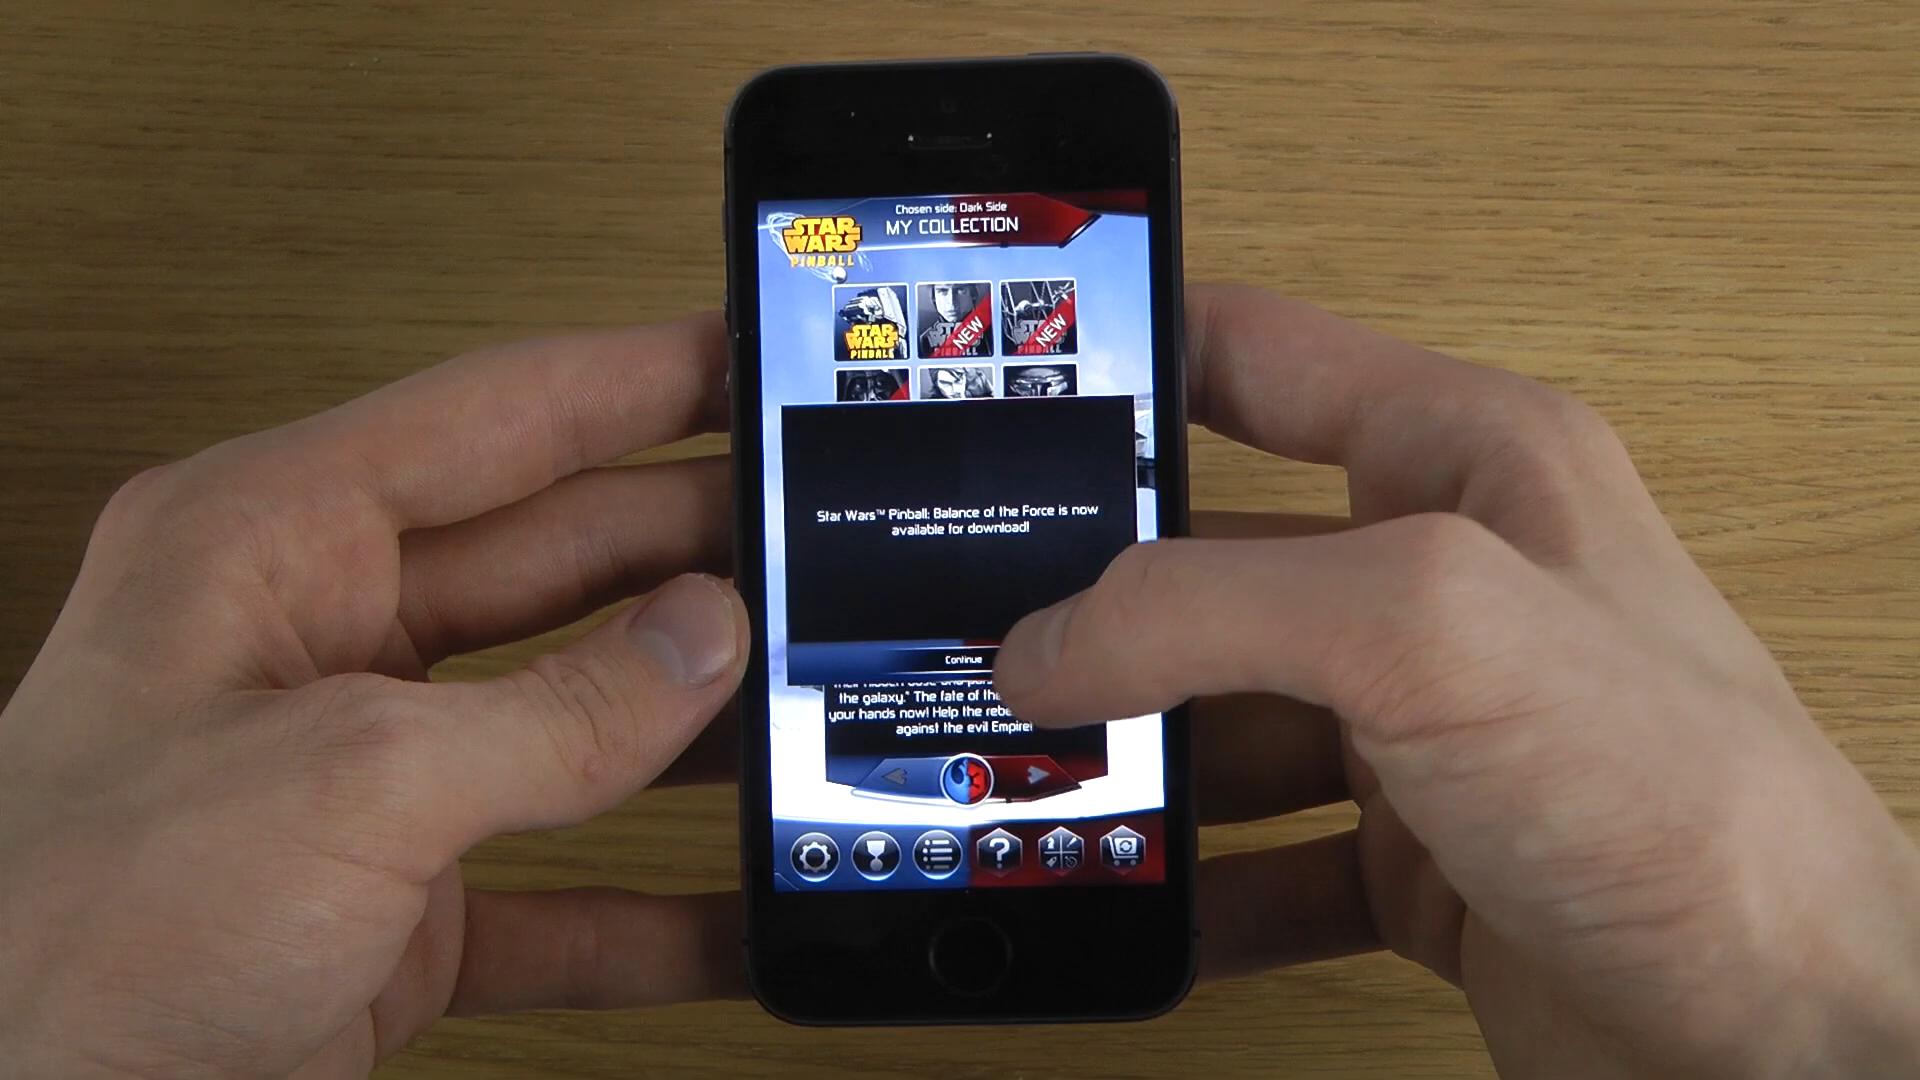 Chosen side: Dark Side
MY COLLECTION
STAR
WARS
PINBALL
STAR
WARS
PINBALL
NEW
NEW
Star Wars™ Pinball: Balance of the Force is now
available for download!
Continue
the galaxy." The fate of
your hands now! Help the
against the evil Empire!